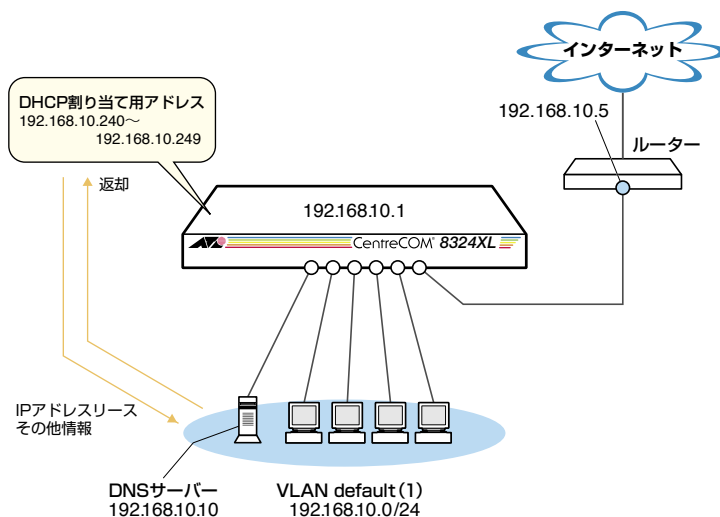 インターネット
DHCP割り当て用アドレス
192.168.10.240〜
192.168.10.249
192.168.10.5
ルーター
返却
192.168.10.1
CentreCOM® 8324XL
IPアドレスリース
その他情報
DNSサーバー
192.168.10.10
VLAN default(1)
192.168.10.0/24